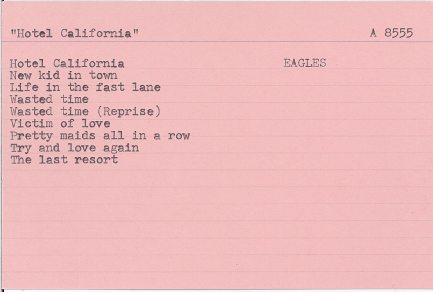 "Hotel California" A 8555
Hotel California EAGLES
New kid in town
Life in the fast lane
Wasted time
Wasted time (Reprise)
Victim of love
Pretty maids all in a row
Try and love again
The last resort